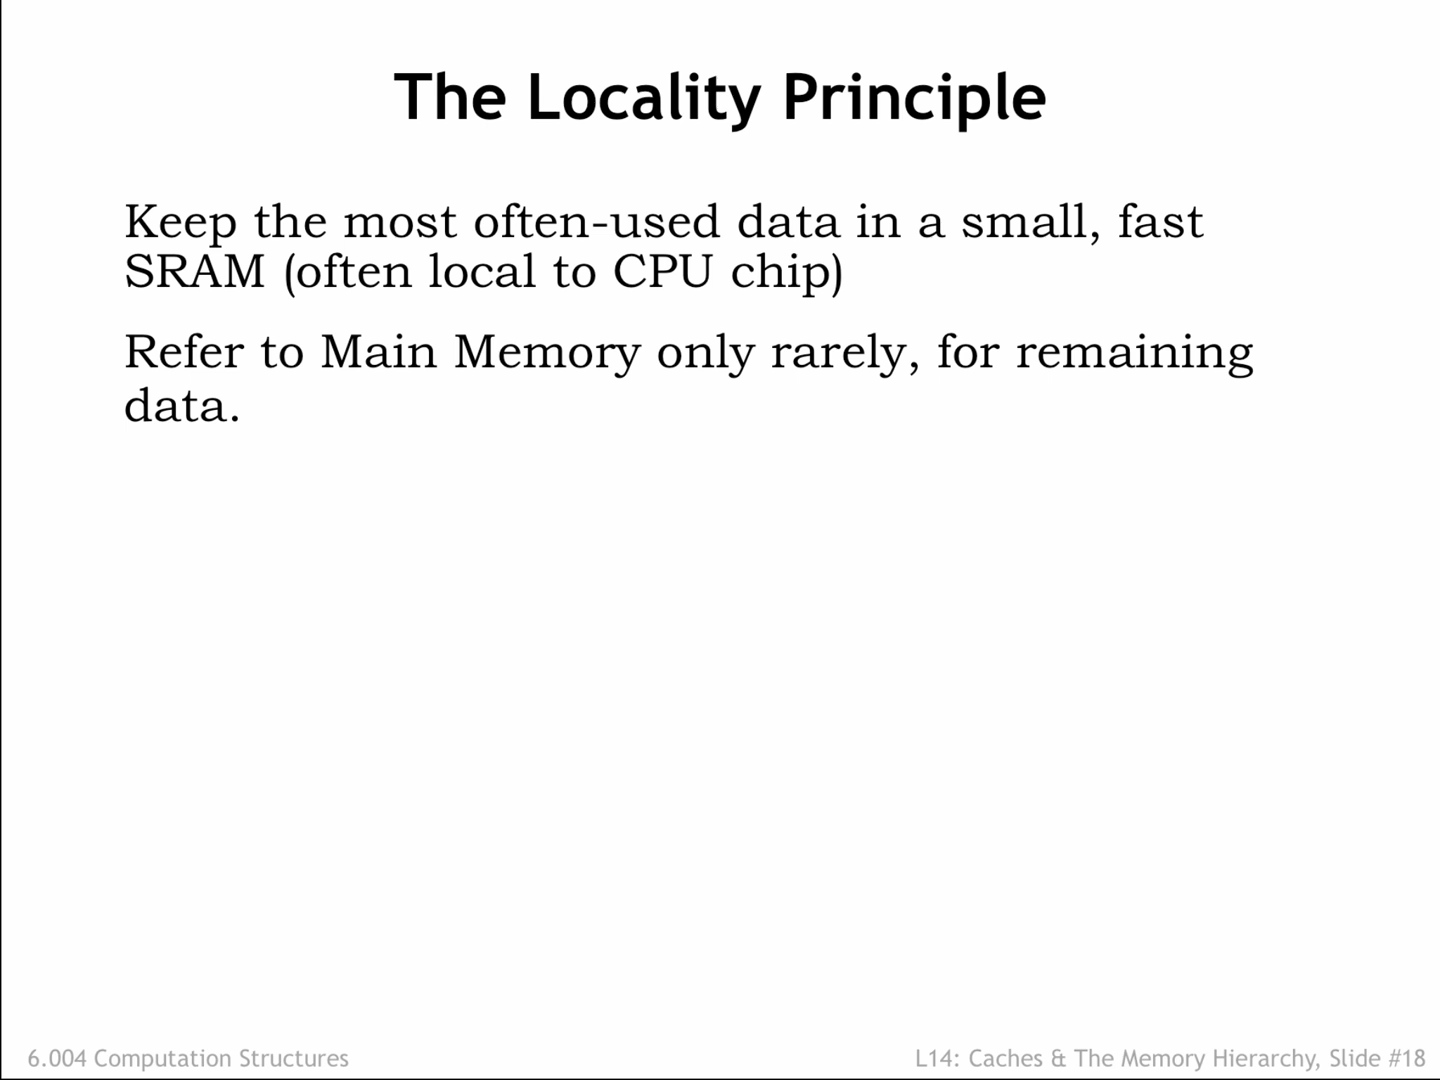 The Locality Principle
Keep the most often-used data in a small, fast
SRAM (often local to CPU chip)
Refer to Main Memory only rarely, for remaining
data.
6.004 Computation Structures
L14: Caches & The Memory Hierarchy, Slide #18